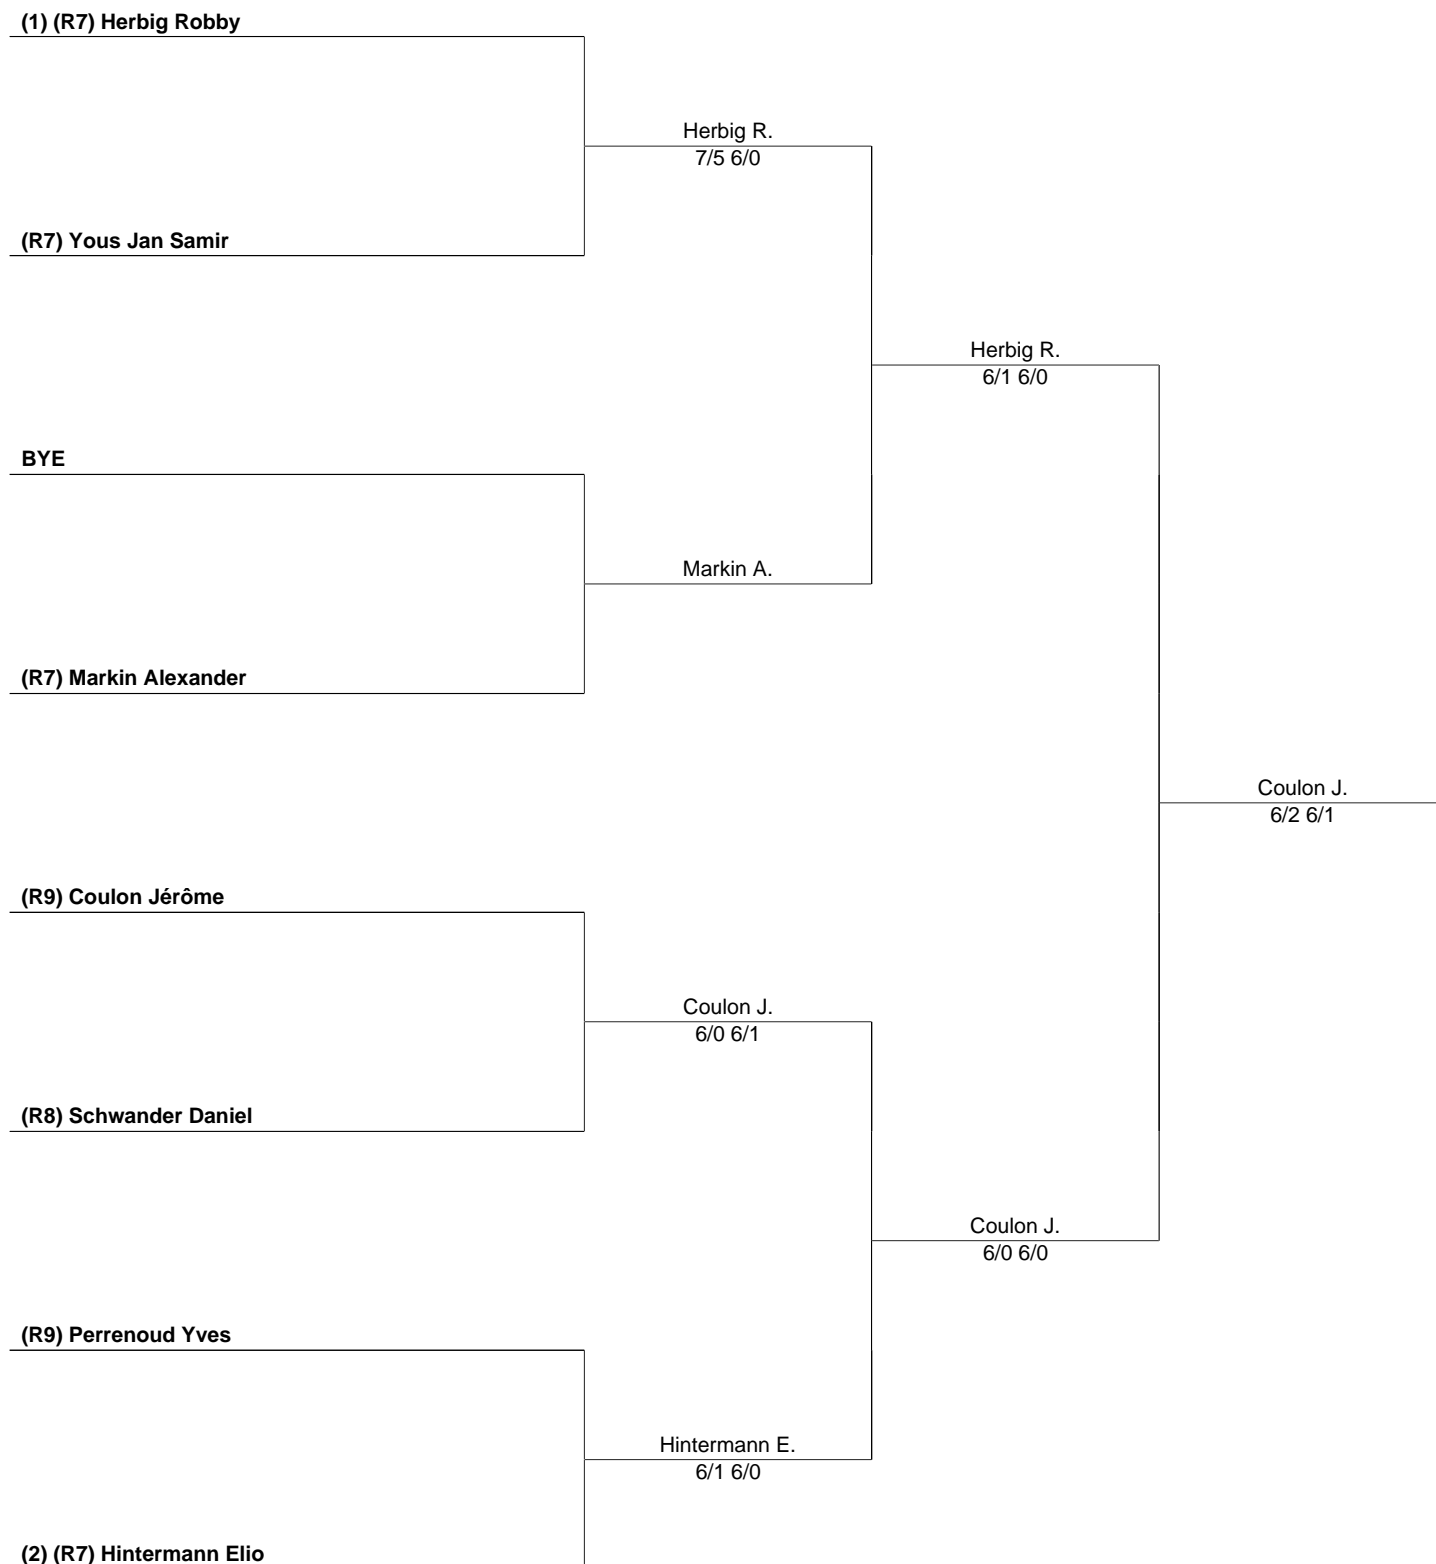 (1) (R7) Herbig Robby
Herbig R.
7/5 6/0
(R7) Yous Jan Samir
Herbig R.
6/1 6/0
BYE
Markin A.
(R7) Markin Alexander
Coulon J.
6/2 6/1
(R9) Coulon Jérôme
Coulon J.
6/0 6/1
(R8) Schwander Daniel
Coulon J.
6/0 6/0
(R9) Perrenoud Yves
Hintermann E.
6/1 6/0
(2) (R7) Hintermann Elio